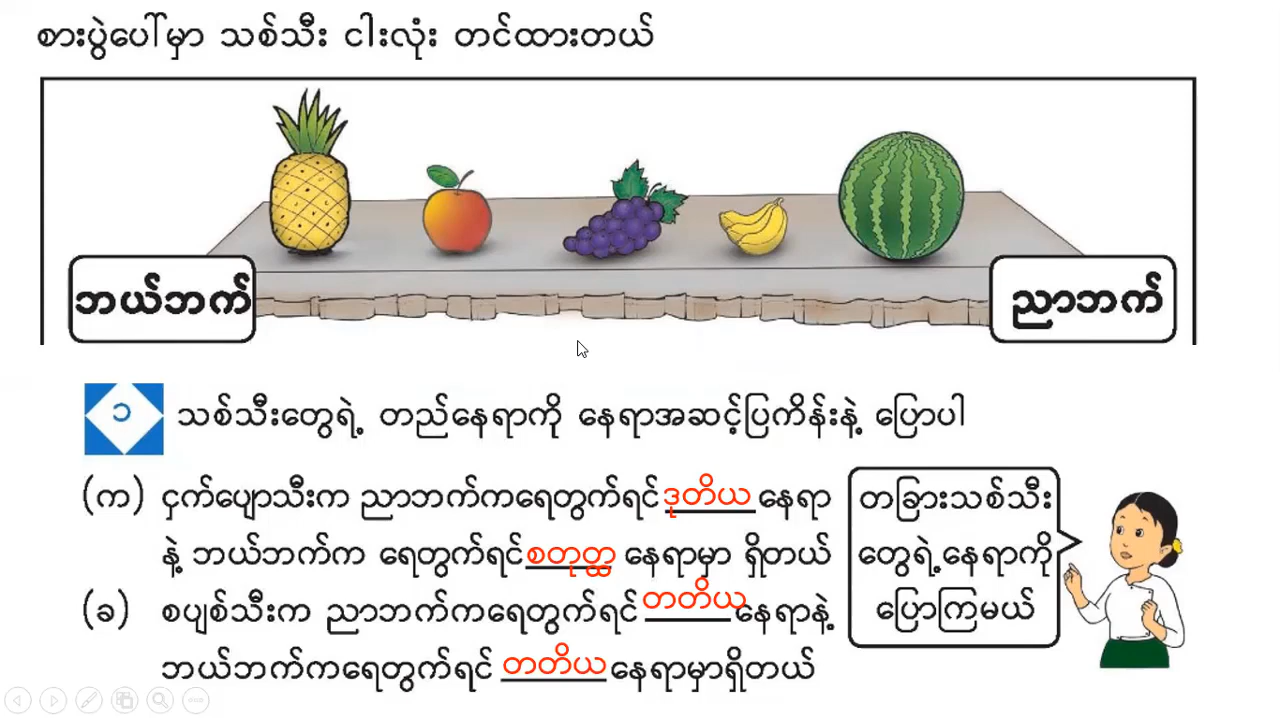 စားပွဲပေါ်မှာ သစ်သီး ငါးလုံး တင်ထားတယ်
ဘယ်ဘက်
ညာဘက်
၁ သစ်သီးတွေရဲ့ တည်နေရာကို နေရာအဆင့်ပြကိန်းနဲ့ ပြောပါ
(က) ငှက်ပျောသီးက ညာဘက်ကရေတွက်ရင် ဒုတိယ နေရာ
နဲ့ ဘယ်ဘက်က ရေတွက်ရင် စတုတ္ထ နေရာမှာ ရှိတယ်
(ခ) စပျစ်သီးက ညာဘက်ကရေတွက်ရင် တတိယ နေရာနဲ့
ဘယ်ဘက်ကရေတွက်ရင် တတိယ နေရာမှာရှိတယ်
တခြားသစ်သီး
တွေရဲ့နေရာကို
ပြောကြမယ်